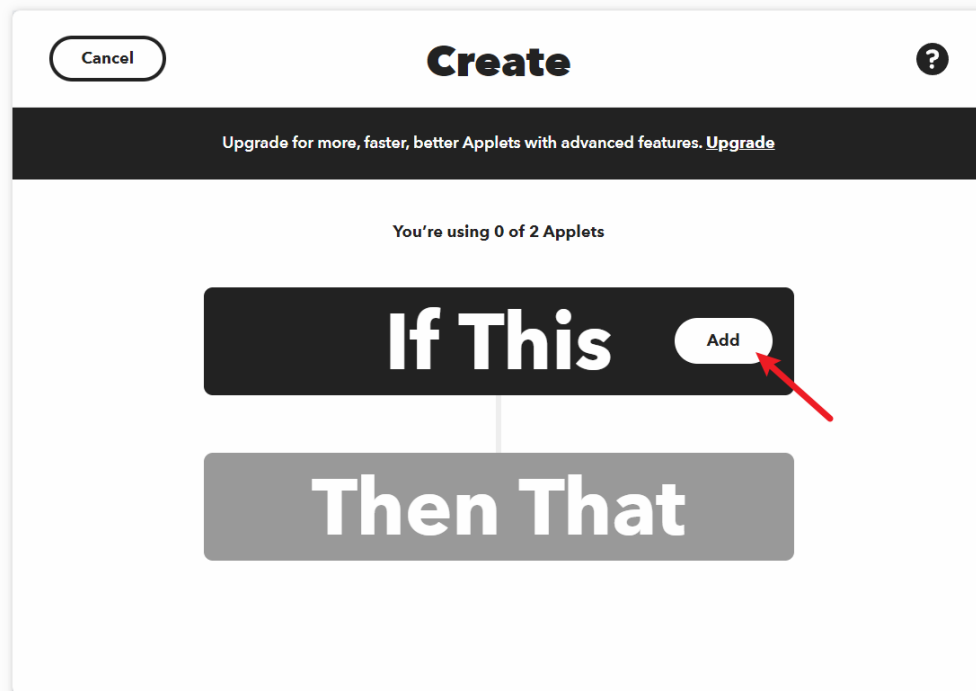 Cancel
Create
?
Upgrade for more, faster, better Applets with advanced features. Upgrade
You're using 0 of 2 Applets
If This
Add
Then That